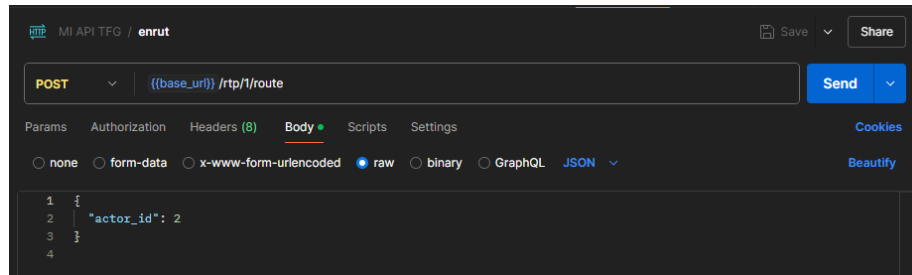 HTTP MI API TFG / enrut Save Share
POST {{base_url}} /rtp/1/route Send
Params Authorization Headers (8) Body Scripts Settings Cookies
none form-data x-www-form-urlencoded raw binary GraphQL JSON Beautify
1 {
2 "actor_id": 2
3 }
4